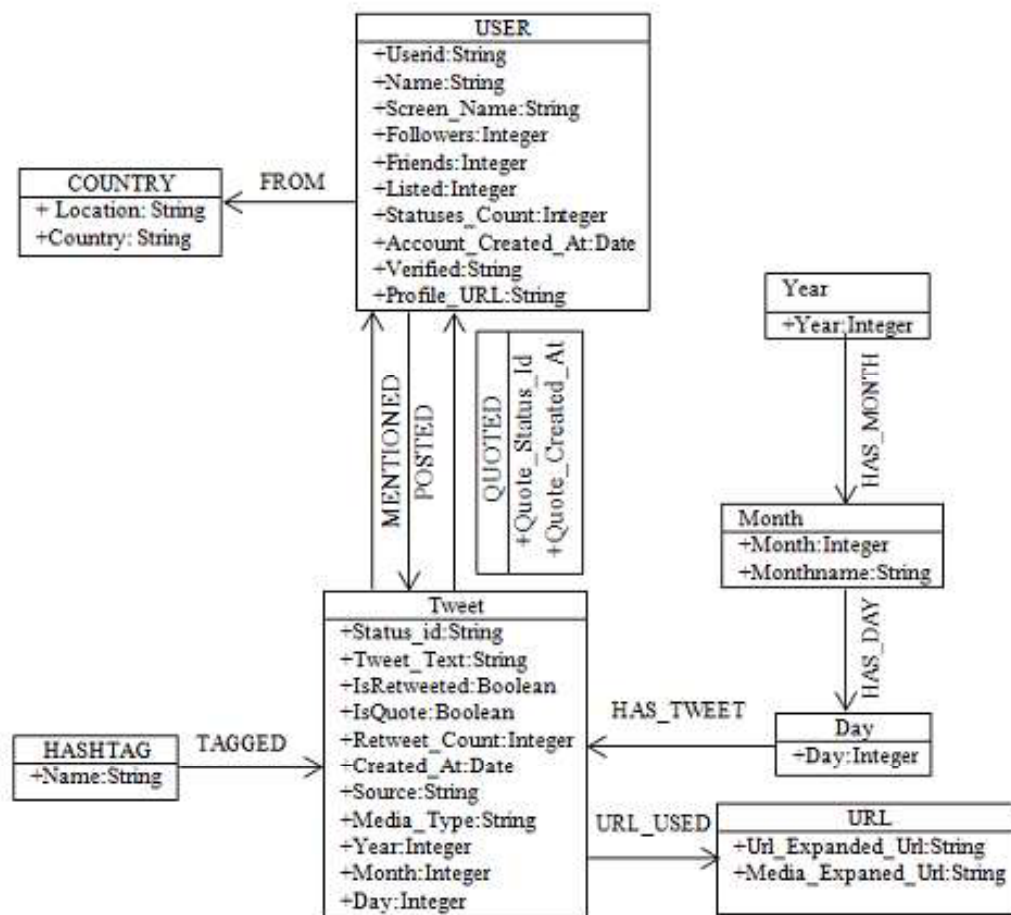 USER
+Userid:String
+Name:String
+Screen_Name:String
+Followers:Integer
+Friends:Integer
+Listed:Integer
+Statuses_Count:Integer
+Account_Created_At:Date
+Verified:String
+Profile_URL:String
FROM
COUNTRY
+ Location: String
+Country: String
MENTIONED
POSTED
QUOTED
+Quote_Status_Id
+Quote_Created_At
Year
+Year:Integer
HAS_MONTH
Month
+Month:Integer
+Monthname:String
HAS_DAY
Day
+Day:Integer
HAS_TWEET
Tweet
+Status_id:String
+Tweet_Text:String
+IsRetweeted:Boolean
+IsQuote:Boolean
+Retweet_Count:Integer
+Created_At:Date
+Source:String
+Media_Type:String
+Year:Integer
+Month:Integer
+Day:Integer
HASHTAG
+Name:String
TAGGED
URL_USED
URL
+Url_Expanded_Url:String
+Media_Expaned_Url:String